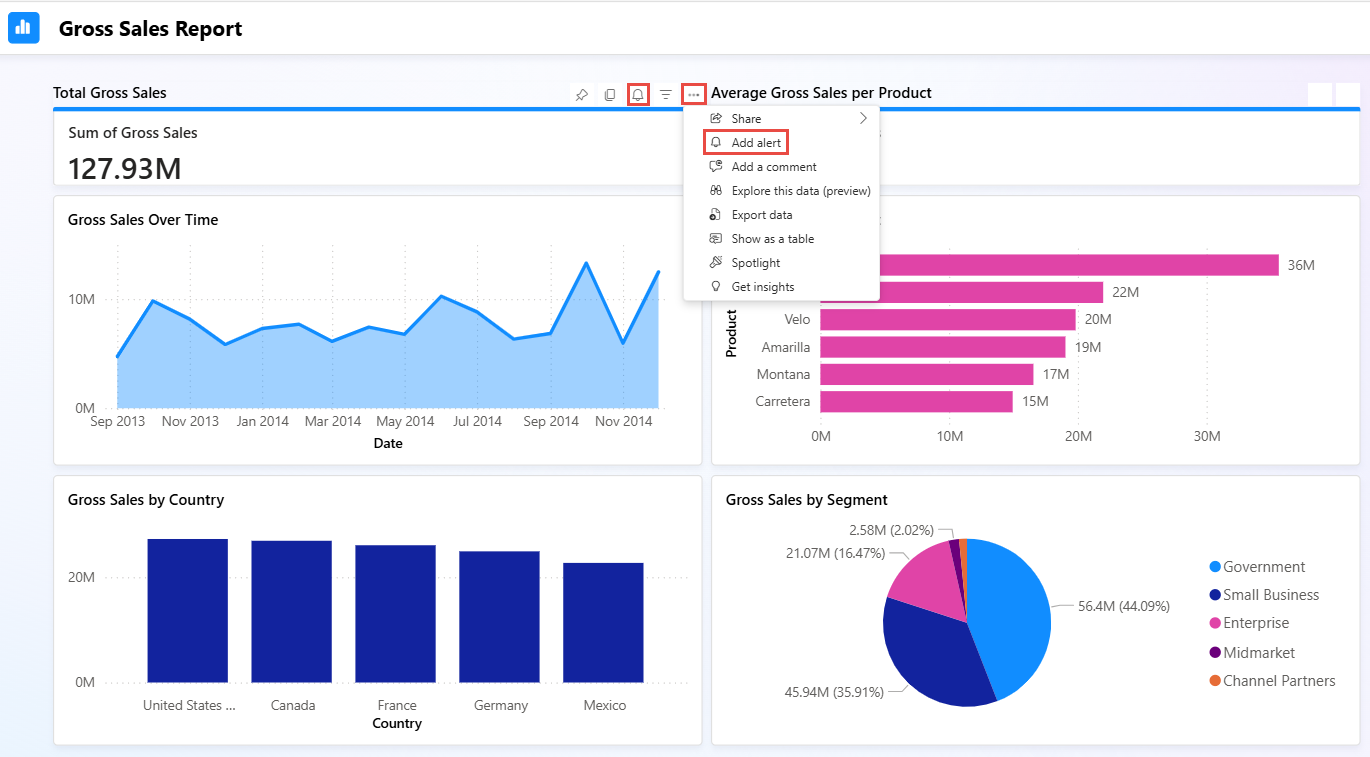 Gross Sales Report
Total Gross Sales
Average Gross Sales per Product
Sum of Gross Sales
127.93M
Share
Add alert
Add a comment
Explore this data (preview)
Export data
Show as a table
Spotlight
Get insights
Gross Sales Over Time
10M
0M
Sep 2013 Nov 2013 Jan 2014 Mar 2014 May 2014 Jul 2014 Sep 2014 Nov 2014
Date
36M
22M
Velo 20M
Amarilla 19M
Montana 17M
Carretera 15M
Product
0M 10M 20M 30M
Gross Sales by Country
20M
0M
United States ... Canada France Germany Mexico
Country
Gross Sales by Segment
2.58M (2.02%)
21.07M (16.47%)
56.4M (44.09%)
45.94M (35.91%)
Government
Small Business
Enterprise
Midmarket
Channel Partners